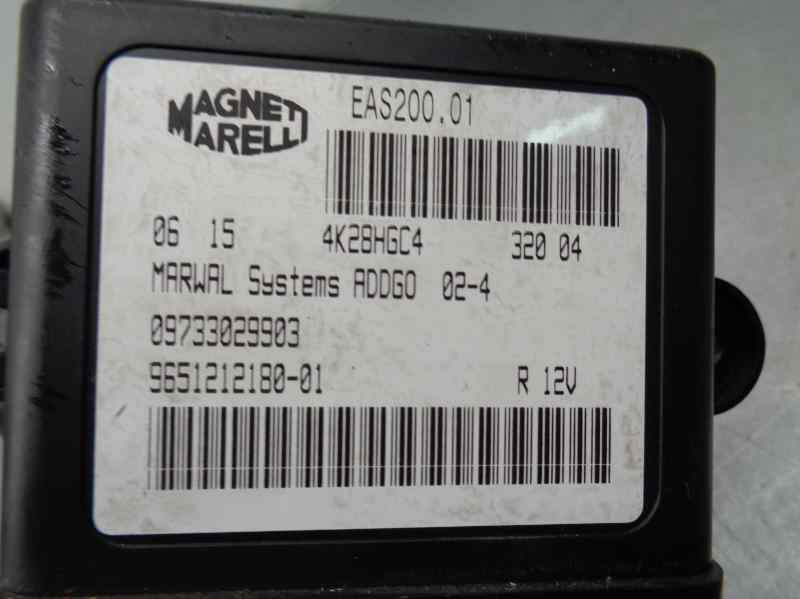 MAGNETI
MARELLI
EAS200.01
06 15 4K28HGC4 320 04
MARWAL Systems ADDGO 02-4
09733029903
9651212180-01 R 12V